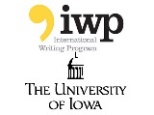 iwp
International
Writing Program
THE UNIVERSITY
OF IOWA